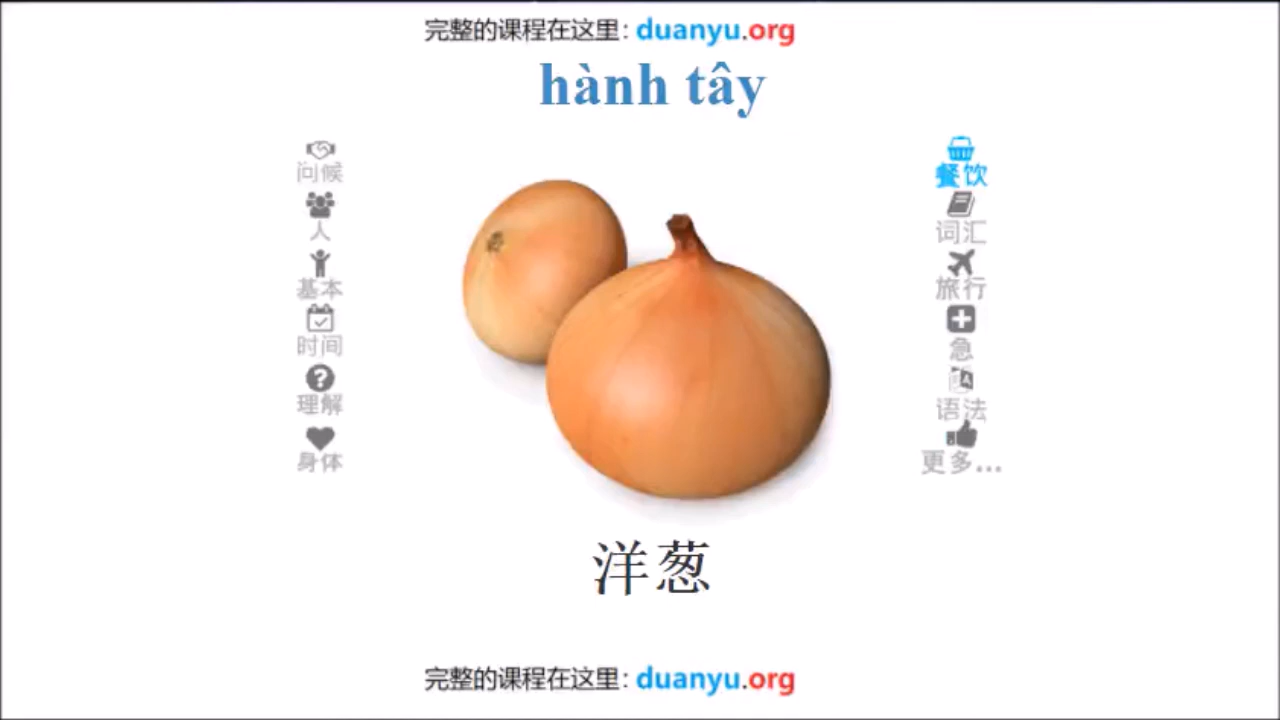 完整的课程在这里: duanyu.org
hành tây
问候
人
基本
时间
理解
身体
餐饮
词汇
旅行
急
语法
更多...
洋葱
完整的课程在这里: duanyu.org